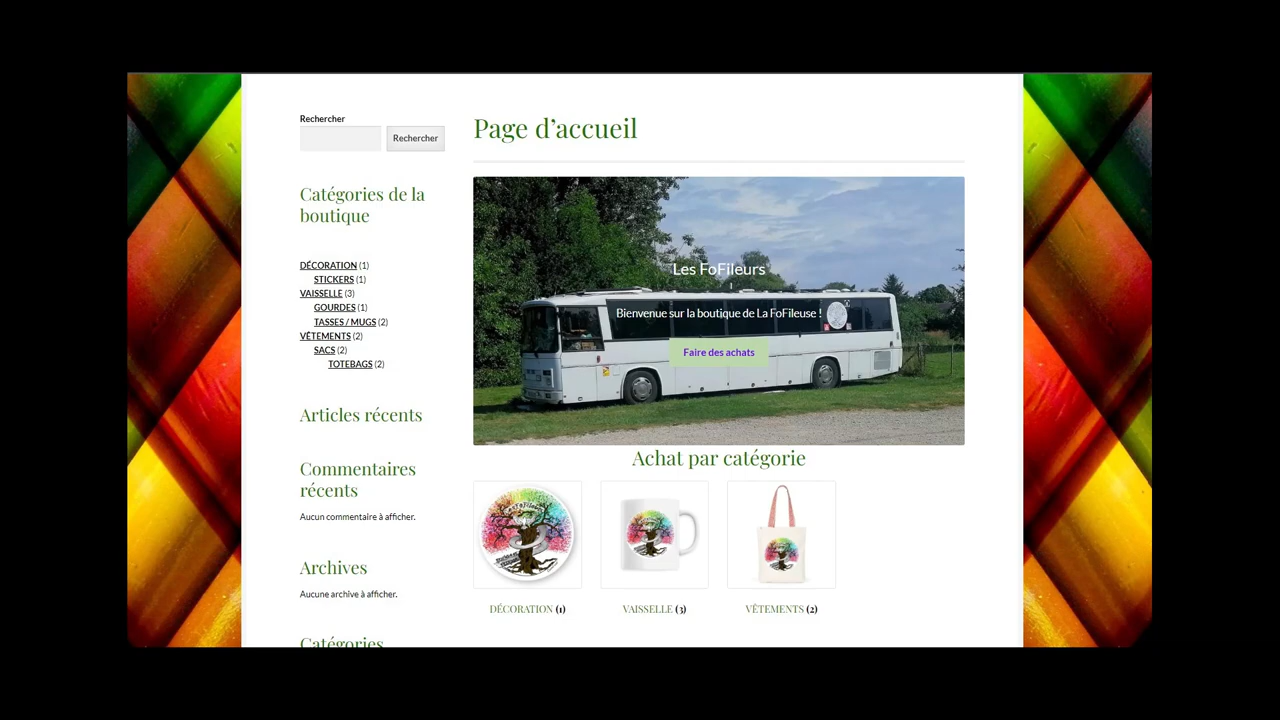 Rechercher
Rechercher
Catégories de la
boutique
DÉCORATION (1)
STICKERS (1)
VAISSELLE (3)
GOURDES (1)
TASSES / MUGS (2)
VÊTEMENTS (2)
SACS (2)
TOTEBAGS (2)
Articles récents
Commentaires
récents
Aucun commentaire à afficher.
Archives
Aucune archive à afficher.
Catégories
Page d’accueil
Les FoFileurs
Bienvenue sur la boutique de La FoFileuse !
Faire des achats
Achat par catégorie
DÉCORATION (1)
VAISSELLE (3)
VÊTEMENTS (2)